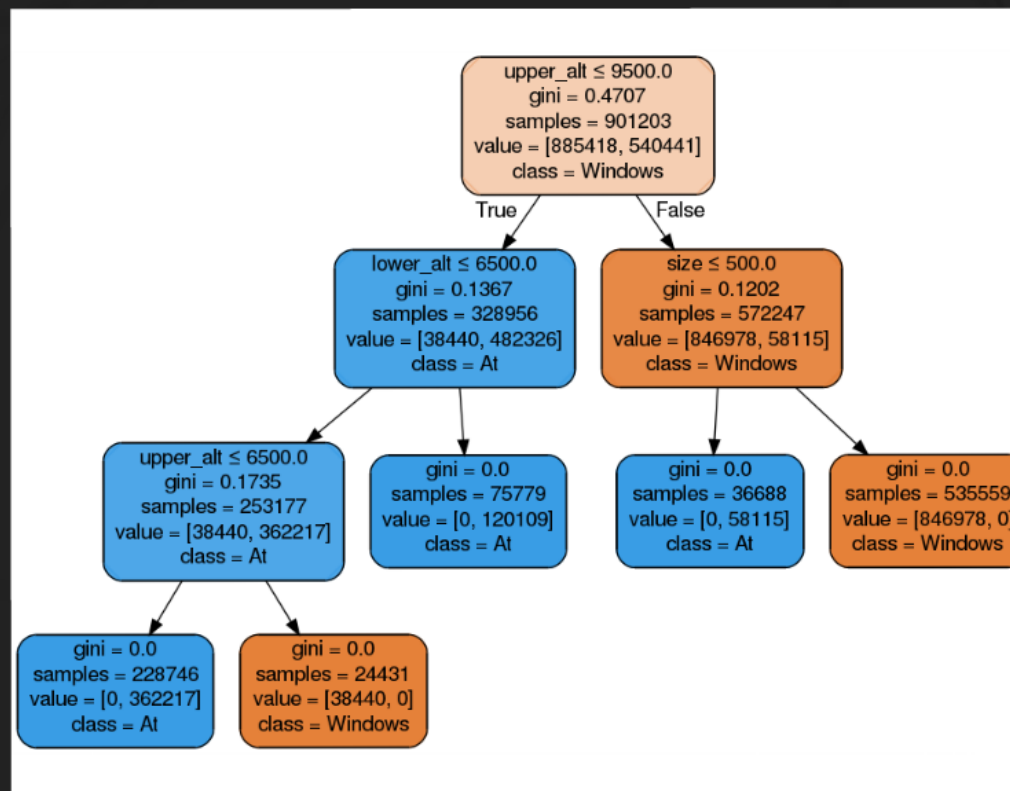 upper_alt ≤ 9500.0
gini = 0.4707
samples = 901203
value = [885418, 540441]
class = Windows
True
False
lower_alt ≤ 6500.0
gini = 0.1367
samples = 328956
value = [38440, 482326]
class = At
size ≤ 500.0
gini = 0.1202
samples = 572247
value = [846978, 58115]
class = Windows
upper_alt ≤ 6500.0
gini = 0.1735
samples = 253177
value = [38440, 362217]
class = At
gini = 0.0
samples = 75779
value = [0, 120109]
class = At
gini = 0.0
samples = 36688
value = [0, 58115]
class = At
gini = 0.0
samples = 535559
value = [846978, 0]
class = Windows
gini = 0.0
samples = 228746
value = [0, 362217]
class = At
gini = 0.0
samples = 24431
value = [38440, 0]
class = Windows